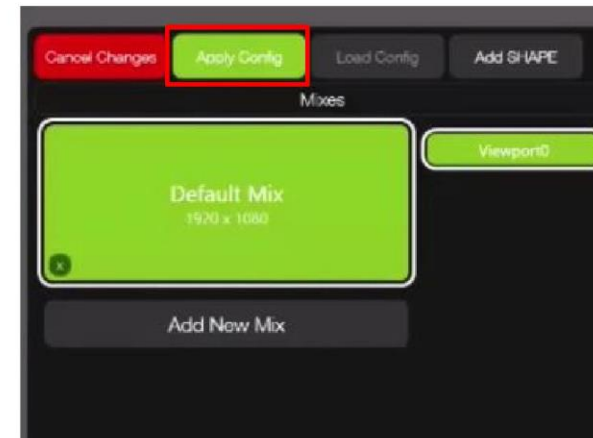 Cancel Changes Apply Config Load Config Add SHAPE
Mixes
Default Mix
1920 x 1080
x
Viewport0
Add New Mix